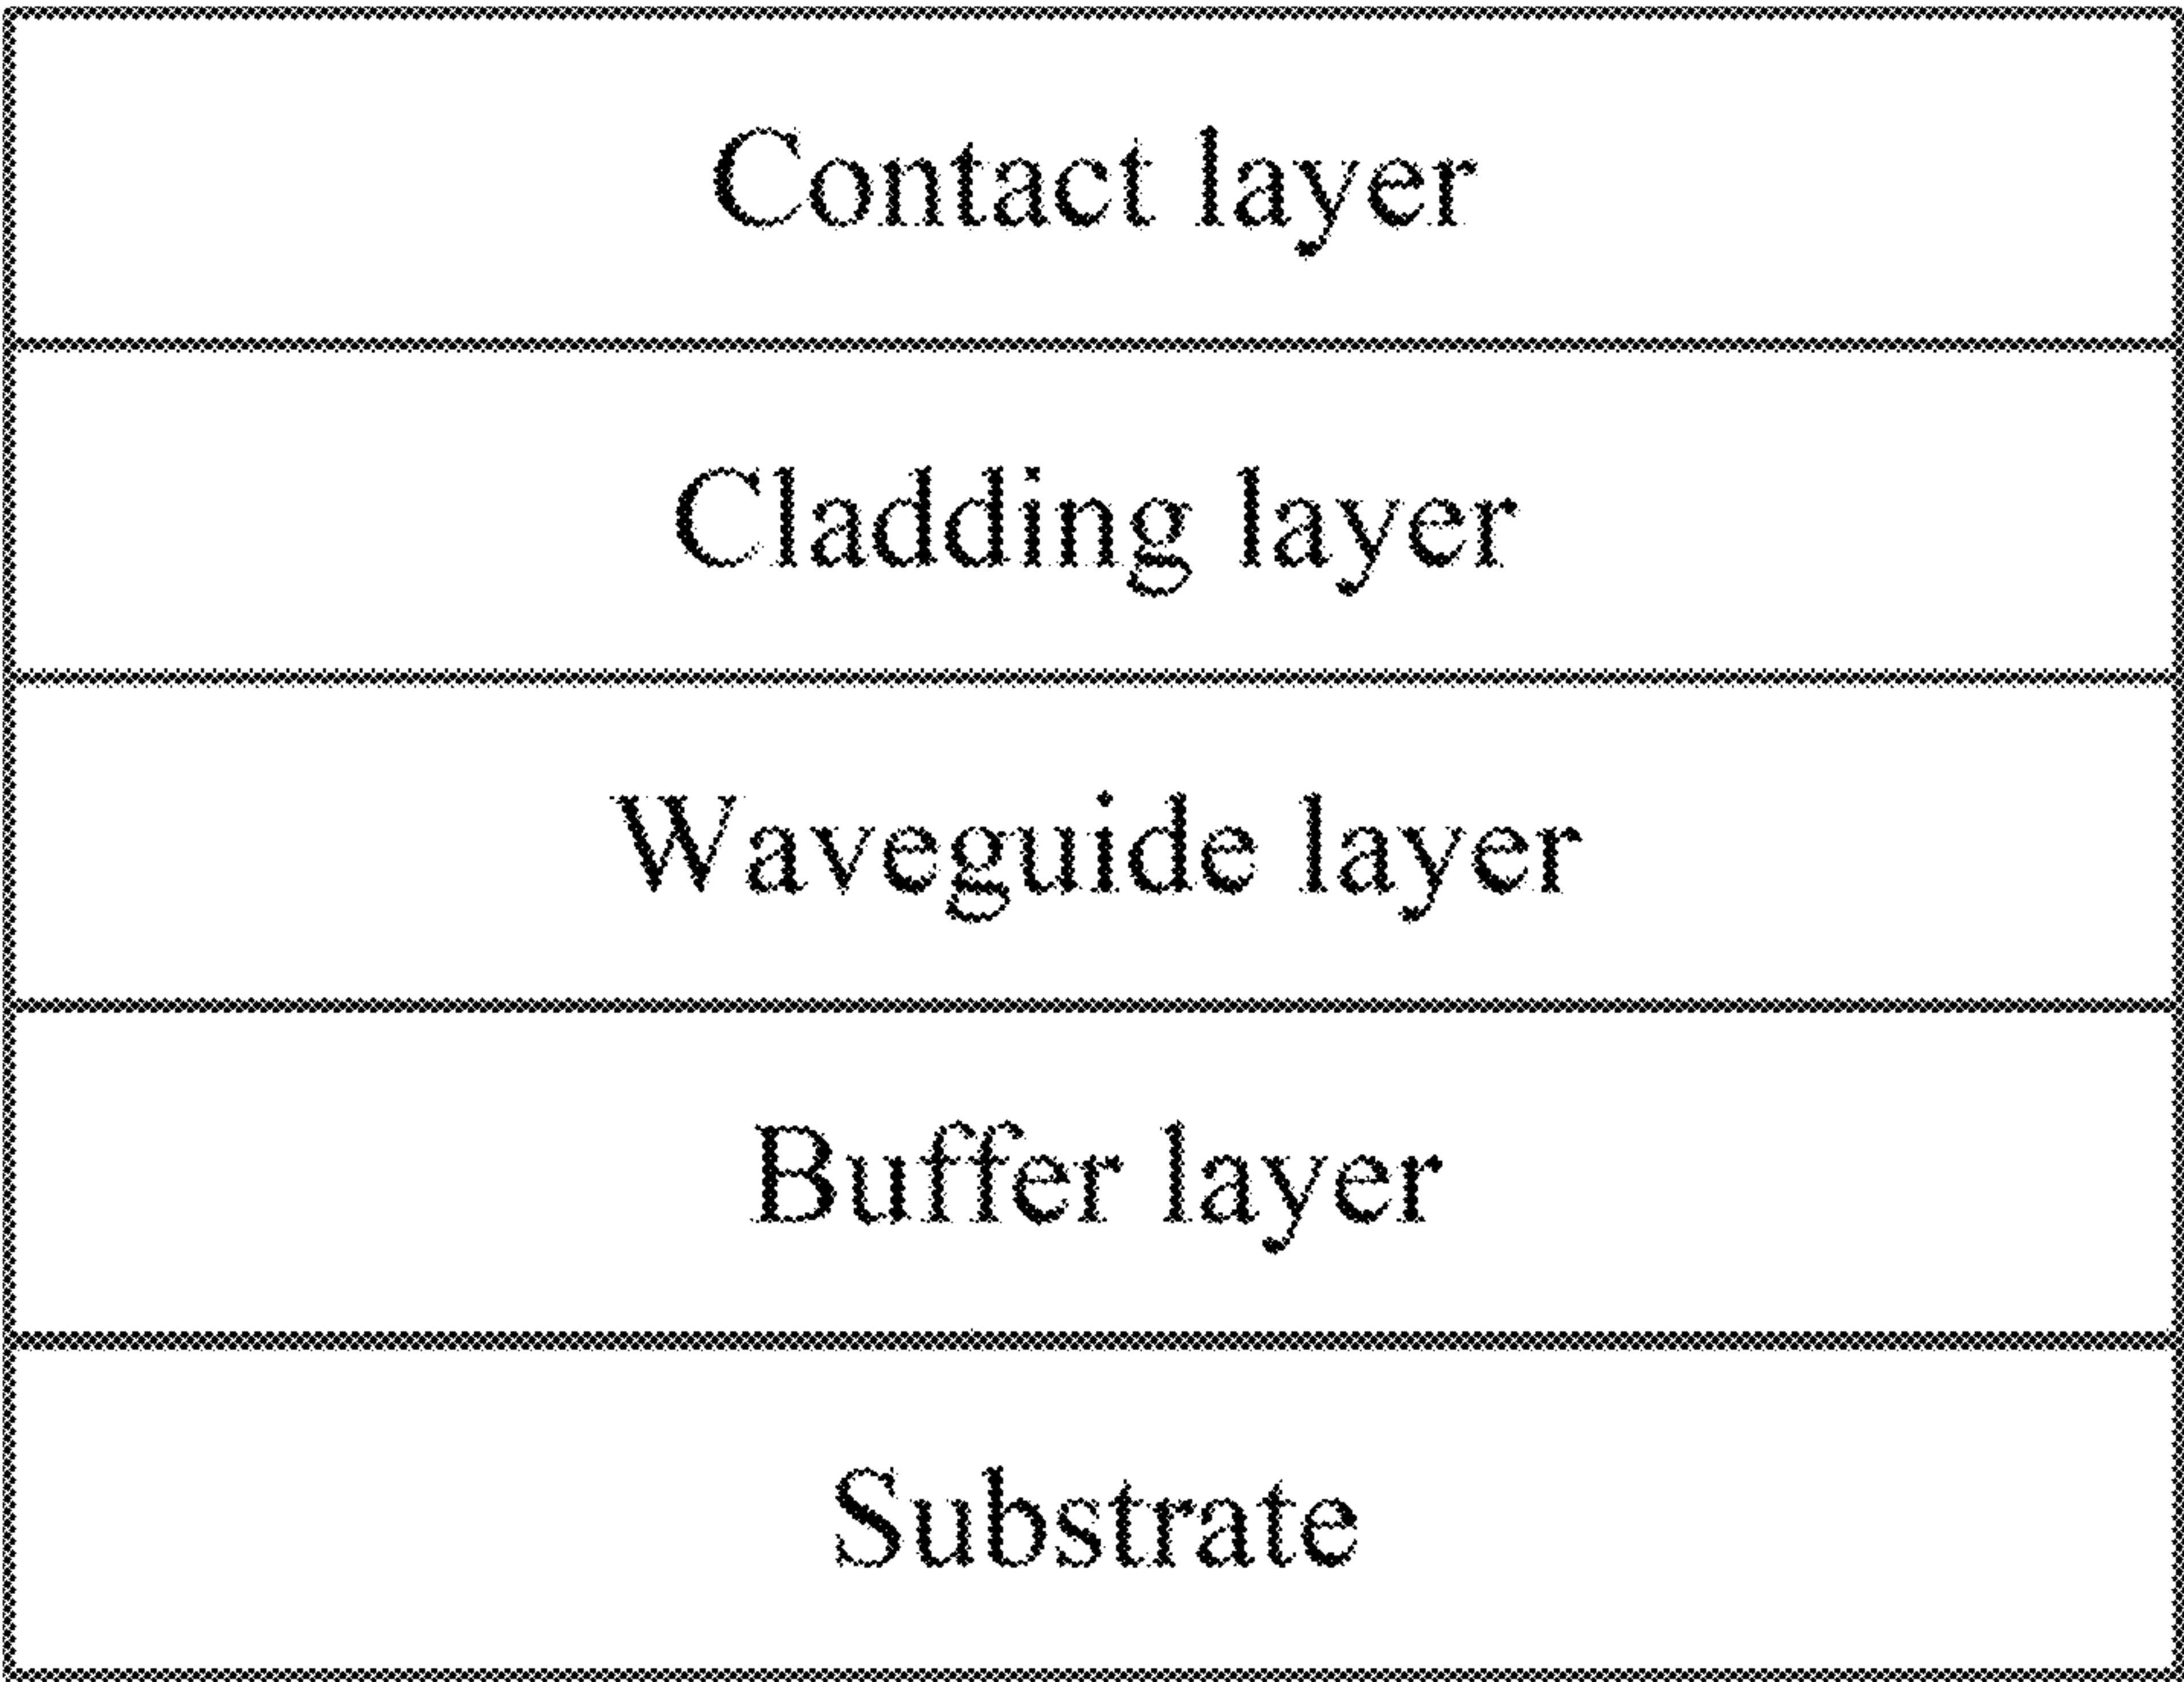 Contact layer
Cladding layer
Waveguide layer
Buffer layer
Substrate